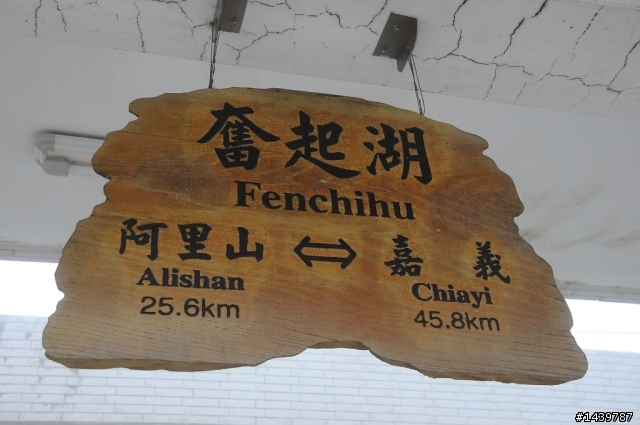 奮起湖
Fenchihu
阿里山 ⇔ 嘉義
Alishan Chiayi
25.6km 45.8km
#1439787